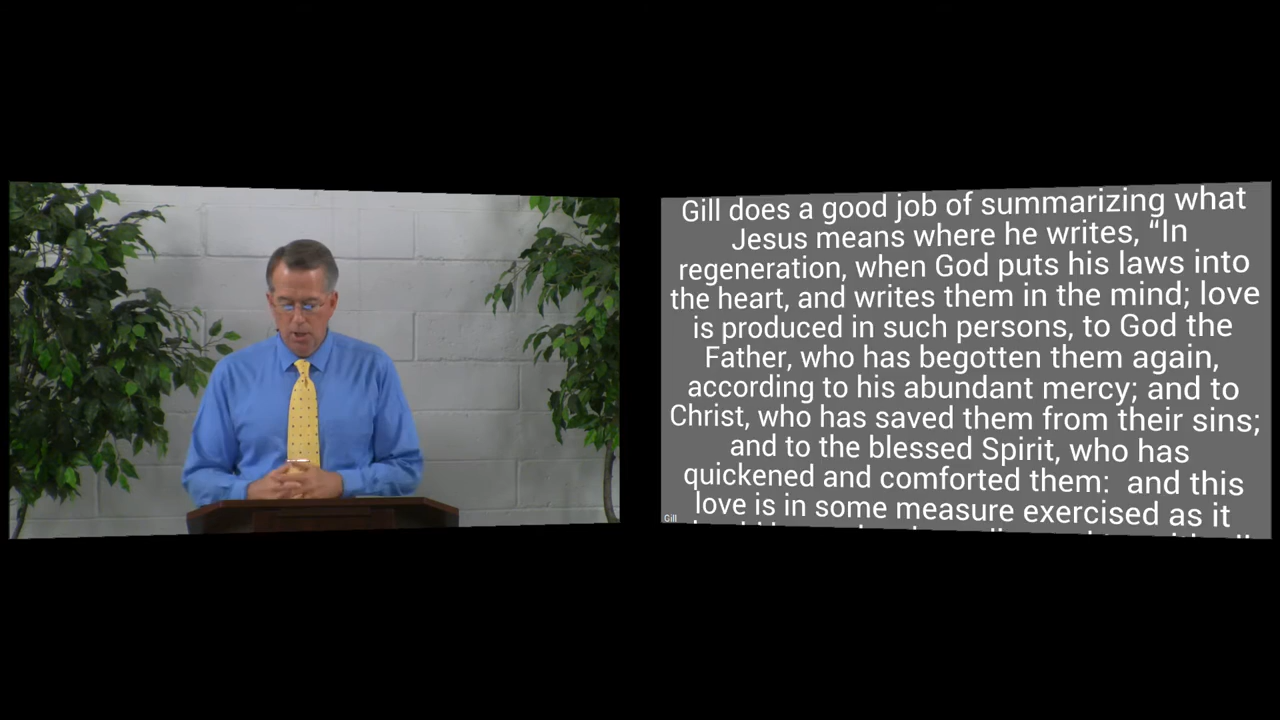 Gill does a good job of summarizing what
Jesus means where he writes, “In
regeneration, when God puts his laws into
the heart, and writes them in the mind; love
is produced in such persons, to God the
Father, who has begotten them again,
according to his abundant mercy; and to
Christ, who has saved them from their sins;
and to the blessed Spirit, who has
quickened and comforted them:  and this
love is in some measure exercised as it
Gill